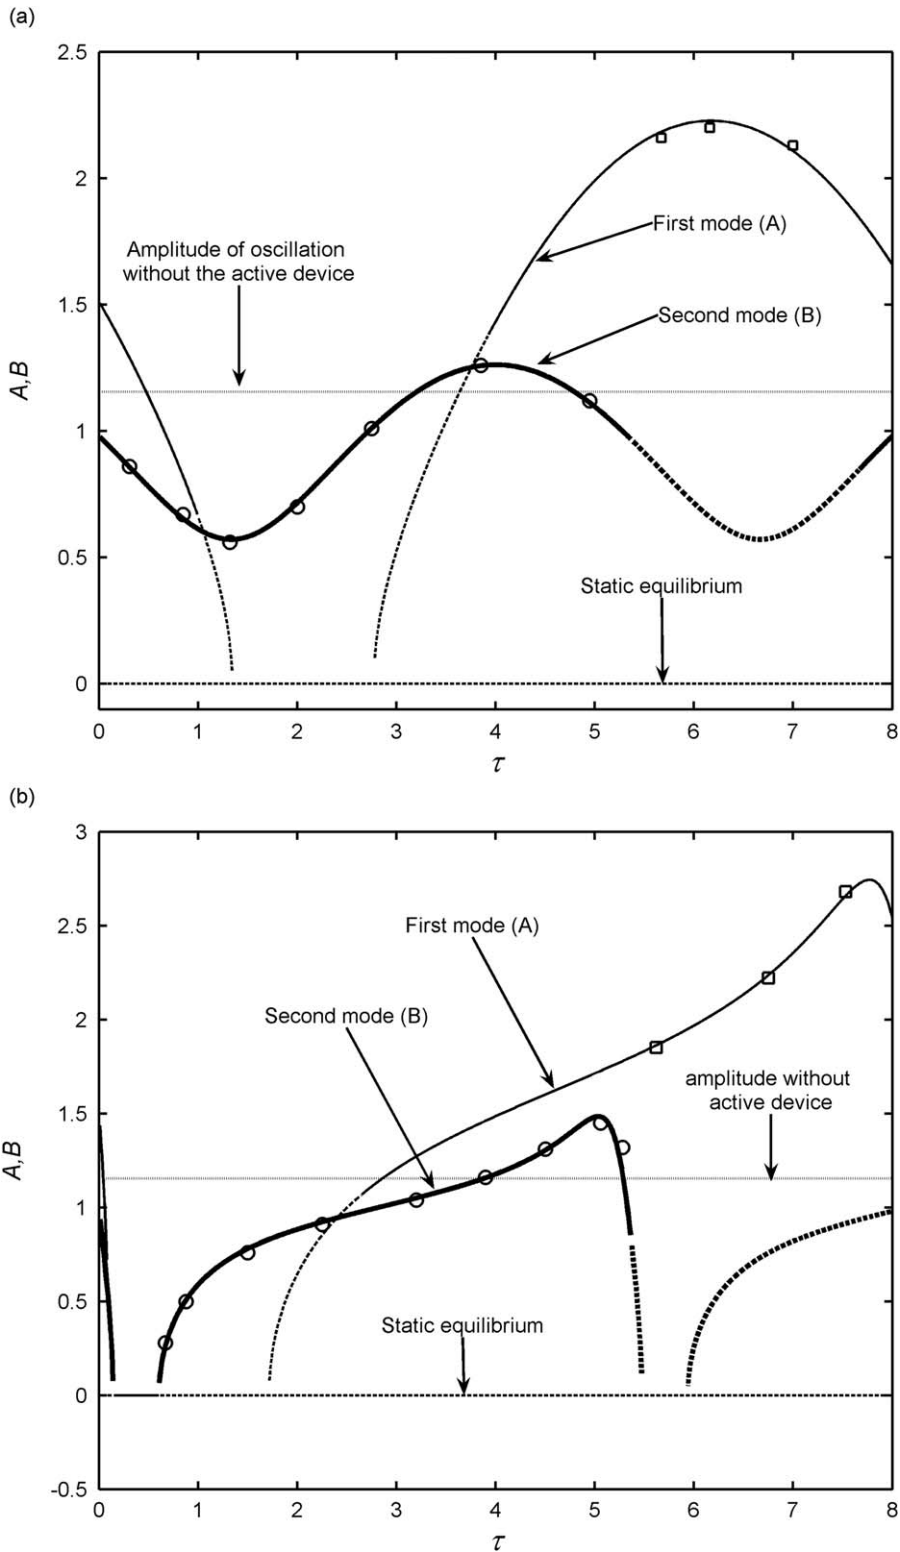 (a)
2.5
2
1.5
1
0.5
0
A,B
Amplitude of oscillation
without the active device
First mode (A)
Second mode (B)
Static equilibrium
0 1 2 3 4 5 6 7 8
τ
(b)
3
2.5
2
1.5
1
0.5
0
-0.5
A,B
First mode (A)
Second mode (B)
amplitude without
active device
Static equilibrium
0 1 2 3 4 5 6 7 8
τ